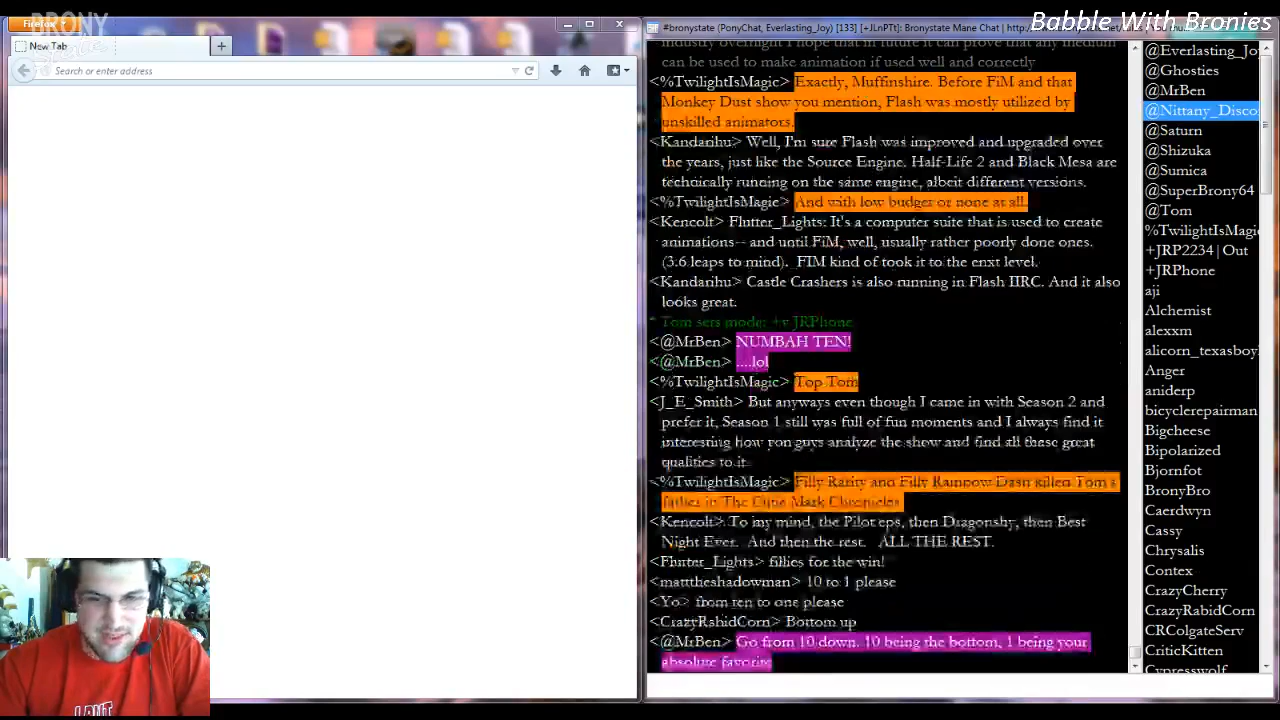 BRONY
Babble With Bronies
Firefox
New Tab
Search or enter address
#bronystate (PonyChat, Everlasting_Joy) [133] [+JLnPTt] Bronystate Mane Chat |
industry overnight I hope that in future it can prove that any medium
can be used to make animation if used well and correctly
<%TwilightIsMagic> Exactly, Muffinshire. Before FiM and that
Monkey Dust show you mention, Flash was mostly utilized by
unskilled animators.
<Kandarihu> Well, I'm sure Flash was improved and upgraded over
the years, just like the Source Engine. Half-Life 2 and Black Mesa are
technically running on the same engine, albeit different versions.
<%TwilightIsMagic> And with low budget or none at all.
<Kencolt> Flutter_Lights: It's a computer suite that is used to create
animations-- and until FiM, well, usually rather poorly done ones.
(3.6 leaps to mind). FIM kind of took it to the enxt level.
<Kandarihu> Castle Crashers is also running in Flash IIRC. And it also
looks great.
* Tom sets mode: +v JRPhone
<@MrBen> NUMBAH TEN!
<@MrBen> ....lol
<%TwilightIsMagic> Top Tom
<J_E_Smith> But anyways even though I came in with Season 2 and
prefer it, Season 1 still was full of fun moments and I always find it
interesting how you guys analyze the show and find all these great
qualities to it
<%TwilightIsMagic> Filly Rarity and Filly Rainbow Dash killed Tom's
father in The Cutie Mark Chronicles
<Kencolt> To my mind, the Pilot eps, then Dragonshy, then Best
Night Ever. And then the rest. ALL THE REST.
<Flutter_Lights> fillies for the win!
<matttheshadowman> 10 to 1 please
<Yo> from ten to one please
<CrazyRabidCorn> Bottom up
<@MrBen> Go from 10 down. 10 being the bottom, 1 being your
absolute favorite
@Everlasting_Jo
@Ghosties
@MrBen
@Nittany_Disco
@Saturn
@Shizuka
@Sumica
@SuperBrony64
@Tom
%TwilightIsMagi
+JRP2234|Out
+JRPhone
aji
Alchemist
alexxm
alicorn_texasboy
Anger
aniderp
bicyclerepairman
Bigcheese
Bipolarized
Bjornfot
BronyBro
Caerdwyn
Cassy
Chrysalis
Contex
CrazyCherry
CrazyRabidCorn
CRColgateServ
CriticKitten
Cypresswolf